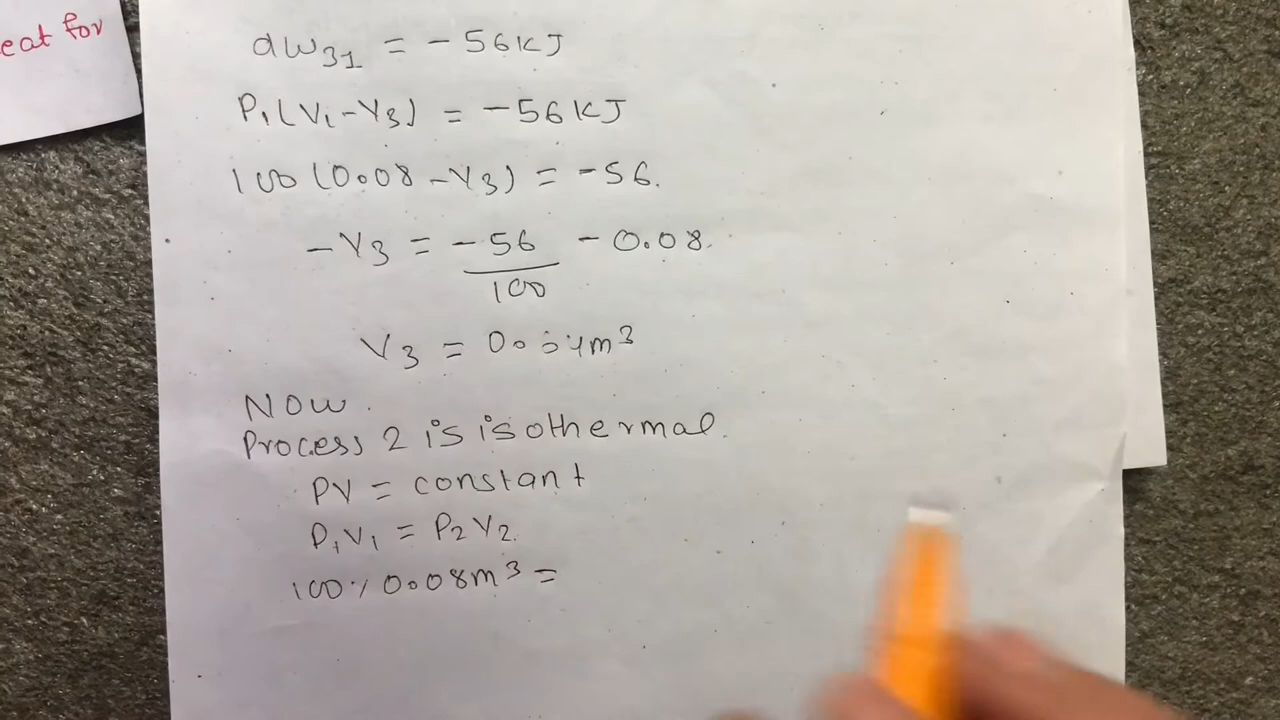 eat for
dW31 = -56KJ
P1(V1-V3) = -56KJ
100(0.08-V3) = -56.
-V3 = -56/100 - 0.08.
V3 = 0.64m³
Now.
Process 2 is isothermal.
PV = constant
P1V1 = P2V2.
100 × 0.08m³ =